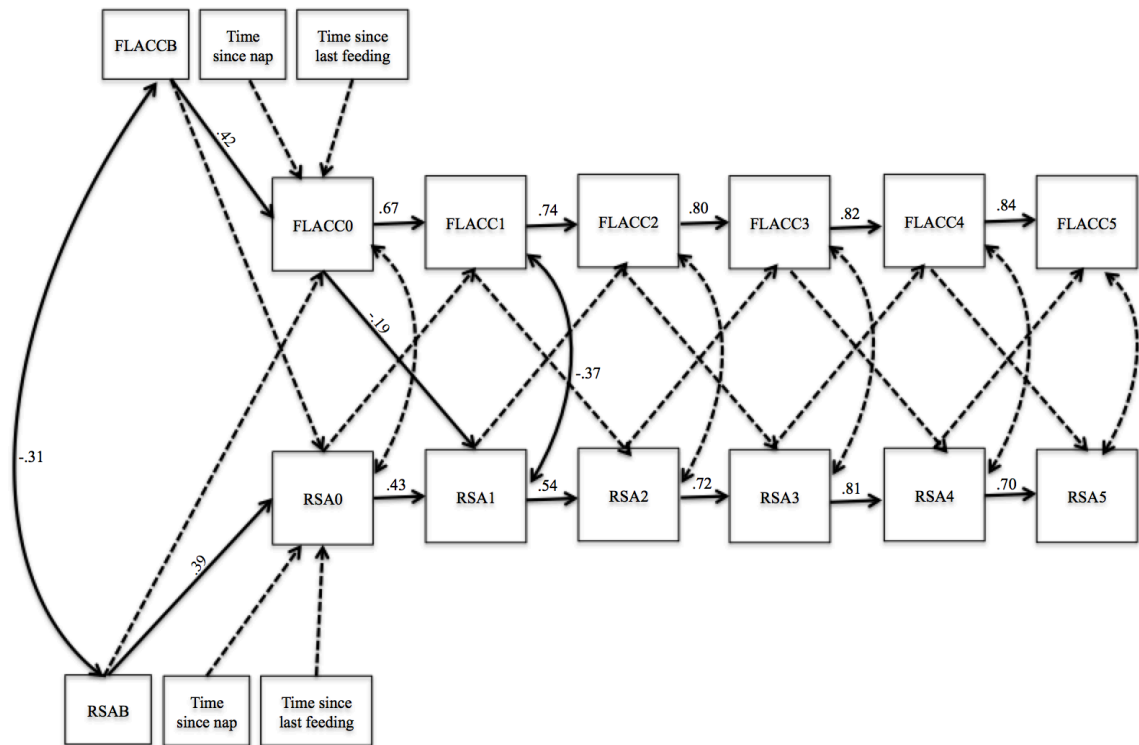 FLACCB
Time
since nap
Time since
last feeding
.42
FLACC0
.67
FLACC1
.74
FLACC2
.80
FLACC3
.82
FLACC4
.84
FLACC5
-.19
-.37
-.31
RSA0
.43
RSA1
.54
RSA2
.72
RSA3
.81
RSA4
.70
RSA5
.39
RSAB
Time
since nap
Time since
last feeding